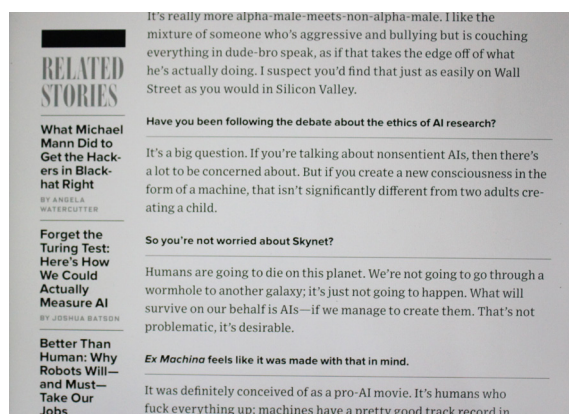 RELATED
STORIES
What Michael
Mann Did to
Get the Hack-
ers in Black-
hat Right
BY ANGELA
WATERCUTTER
Forget the
Turing Test:
Here's How
We Could
Actually
Measure AI
BY JOSHUA BATSON
Better Than
Human: Why
Robots Will—
and Must—
Take Our
Jobs
It's really more alpha-male-meets-non-alpha-male. I like the
mixture of someone who's aggressive and bullying but is couching
everything in dude-bro speak, as if that takes the edge off of what
he's actually doing. I suspect you'd find that just as easily on Wall
Street as you would in Silicon Valley.
Have you been following the debate about the ethics of AI research?
It's a big question. If you're talking about nonsentient AIs, then there's
a lot to be concerned about. But if you create a new consciousness in the
form of a machine, that isn't significantly different from two adults cre-
ating a child.
So you're not worried about Skynet?
Humans are going to die on this planet. We're not going to go through a
wormhole to another galaxy; it's just not going to happen. What will
survive on our behalf is AIs—if we manage to create them. That's not
problematic, it's desirable.
Ex Machina feels like it was made with that in mind.
It was definitely conceived of as a pro-AI movie. It's humans who
fuck everything up; machines have a pretty good track record in